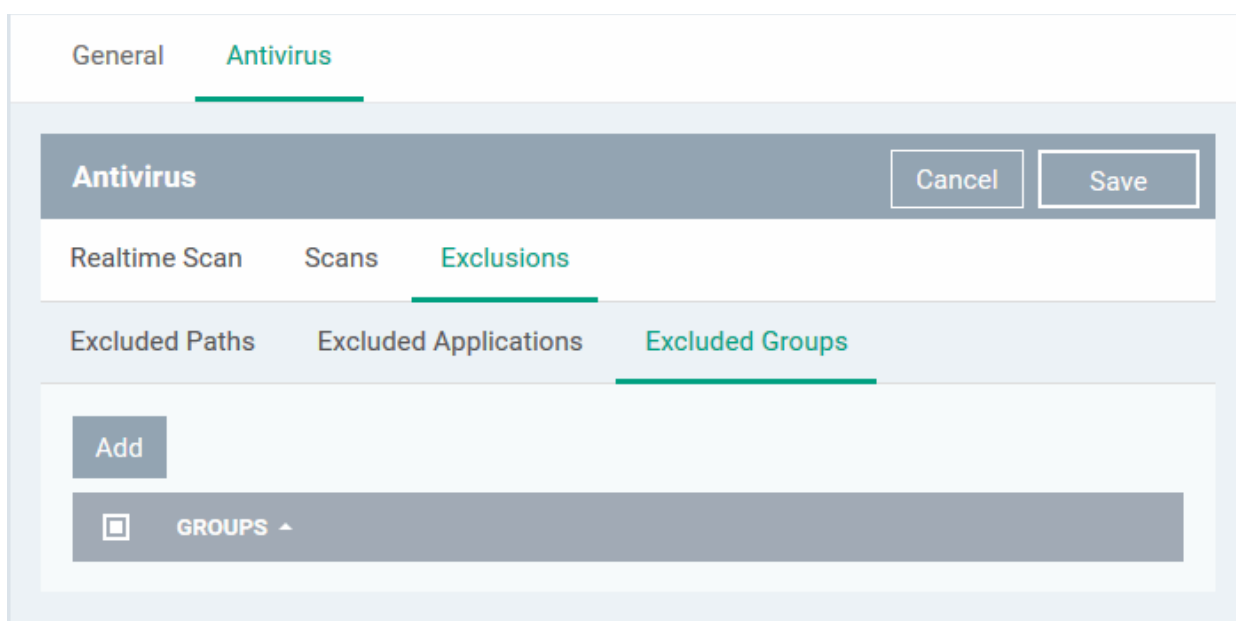 General Antivirus
Antivirus Cancel Save
Realtime Scan Scans Exclusions
Excluded Paths Excluded Applications Excluded Groups
Add
GROUPS